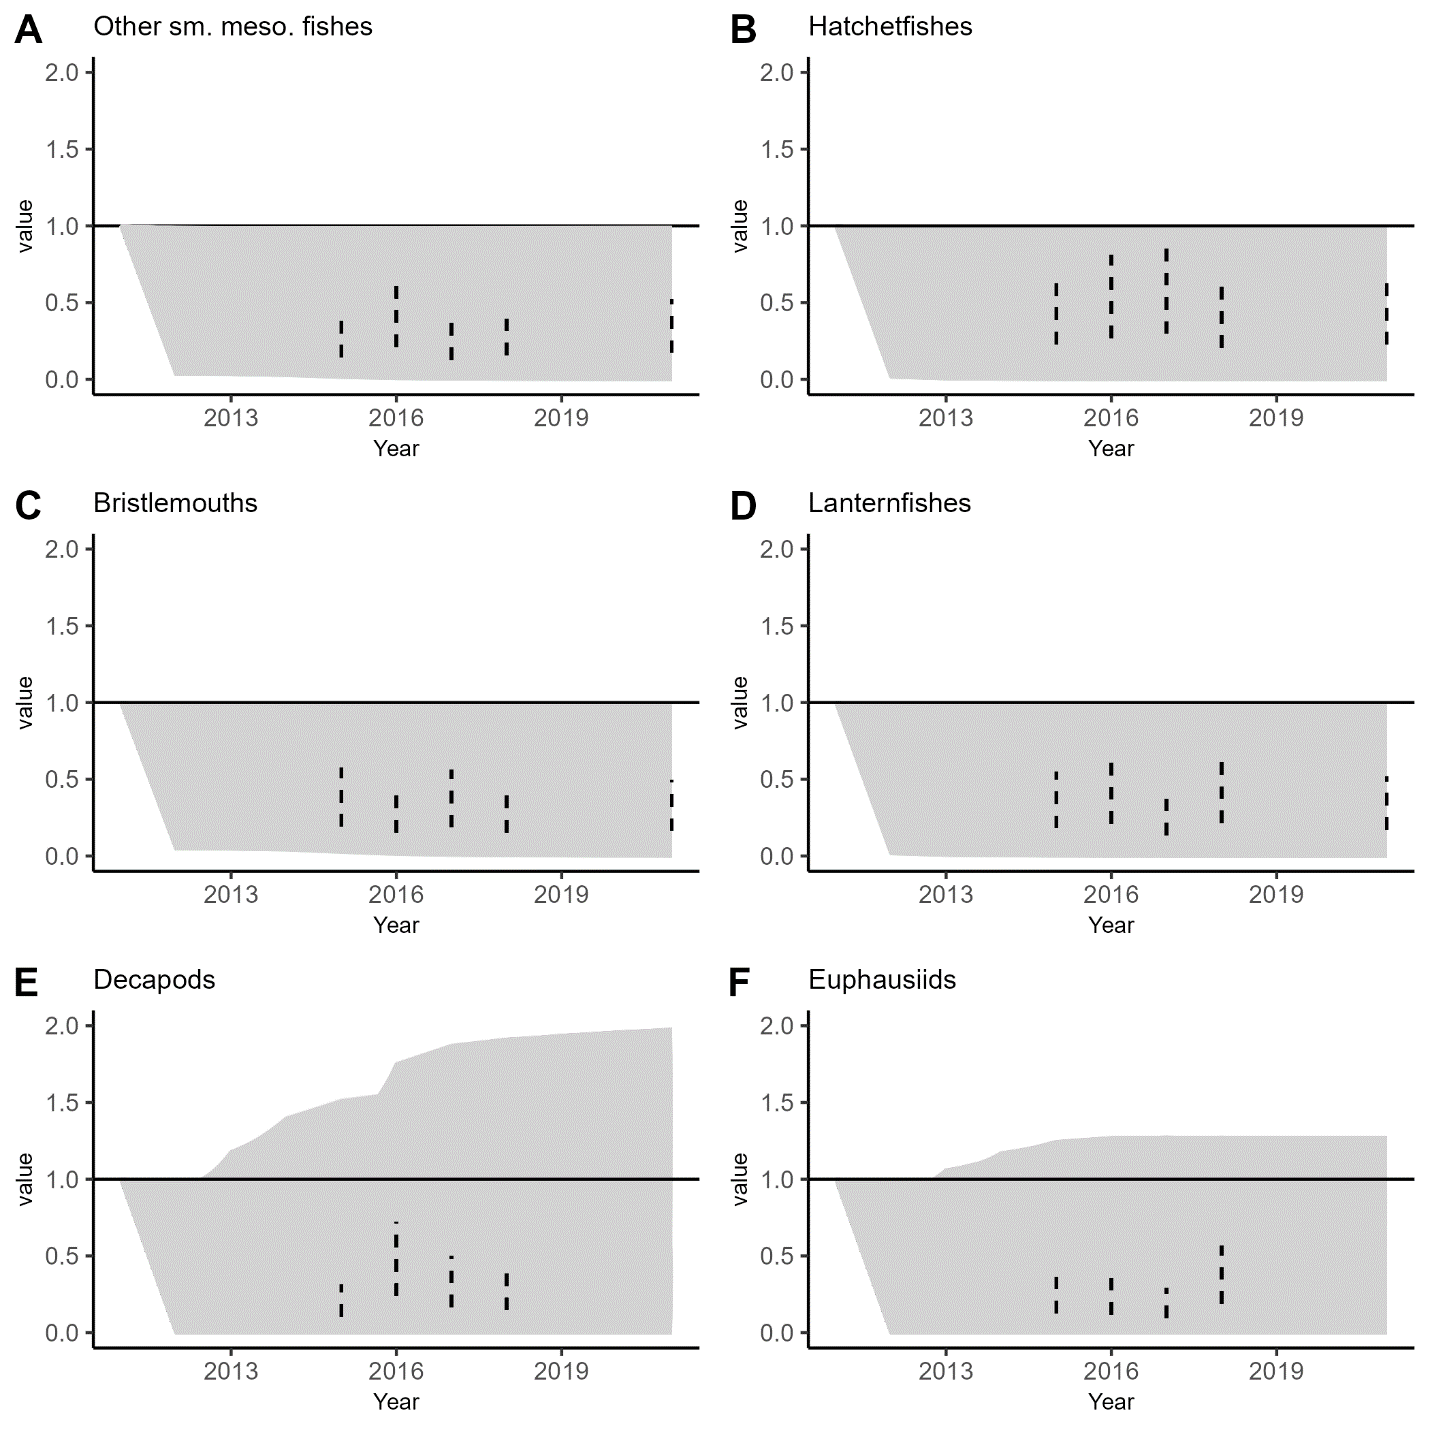 A Other sm. meso. fishes
2.0
1.5
1.0
0.5
0.0
value
2013 2016 2019
Year
B Hatchetfishes
2.0
1.5
1.0
0.5
0.0
value
2013 2016 2019
Year
C Bristlemouths
2.0
1.5
1.0
0.5
0.0
value
2013 2016 2019
Year
D Lanternfishes
2.0
1.5
1.0
0.5
0.0
value
2013 2016 2019
Year
E Decapods
2.0
1.5
1.0
0.5
0.0
value
2013 2016 2019
Year
F Euphausiids
2.0
1.5
1.0
0.5
0.0
value
2013 2016 2019
Year